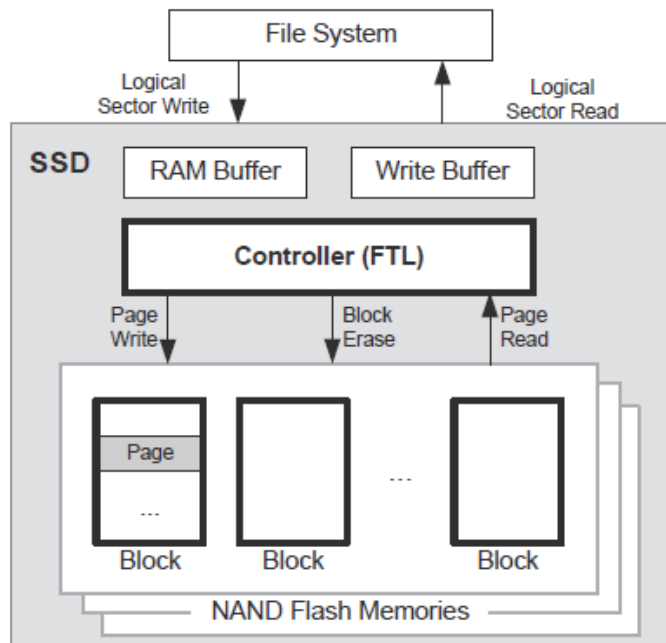 File System
Logical
Sector Write
Logical
Sector Read
SSD
RAM Buffer
Write Buffer
Controller (FTL)
Page
Write
Block
Erase
Page
Read
Page
...
...
Block
Block
Block
NAND Flash Memories